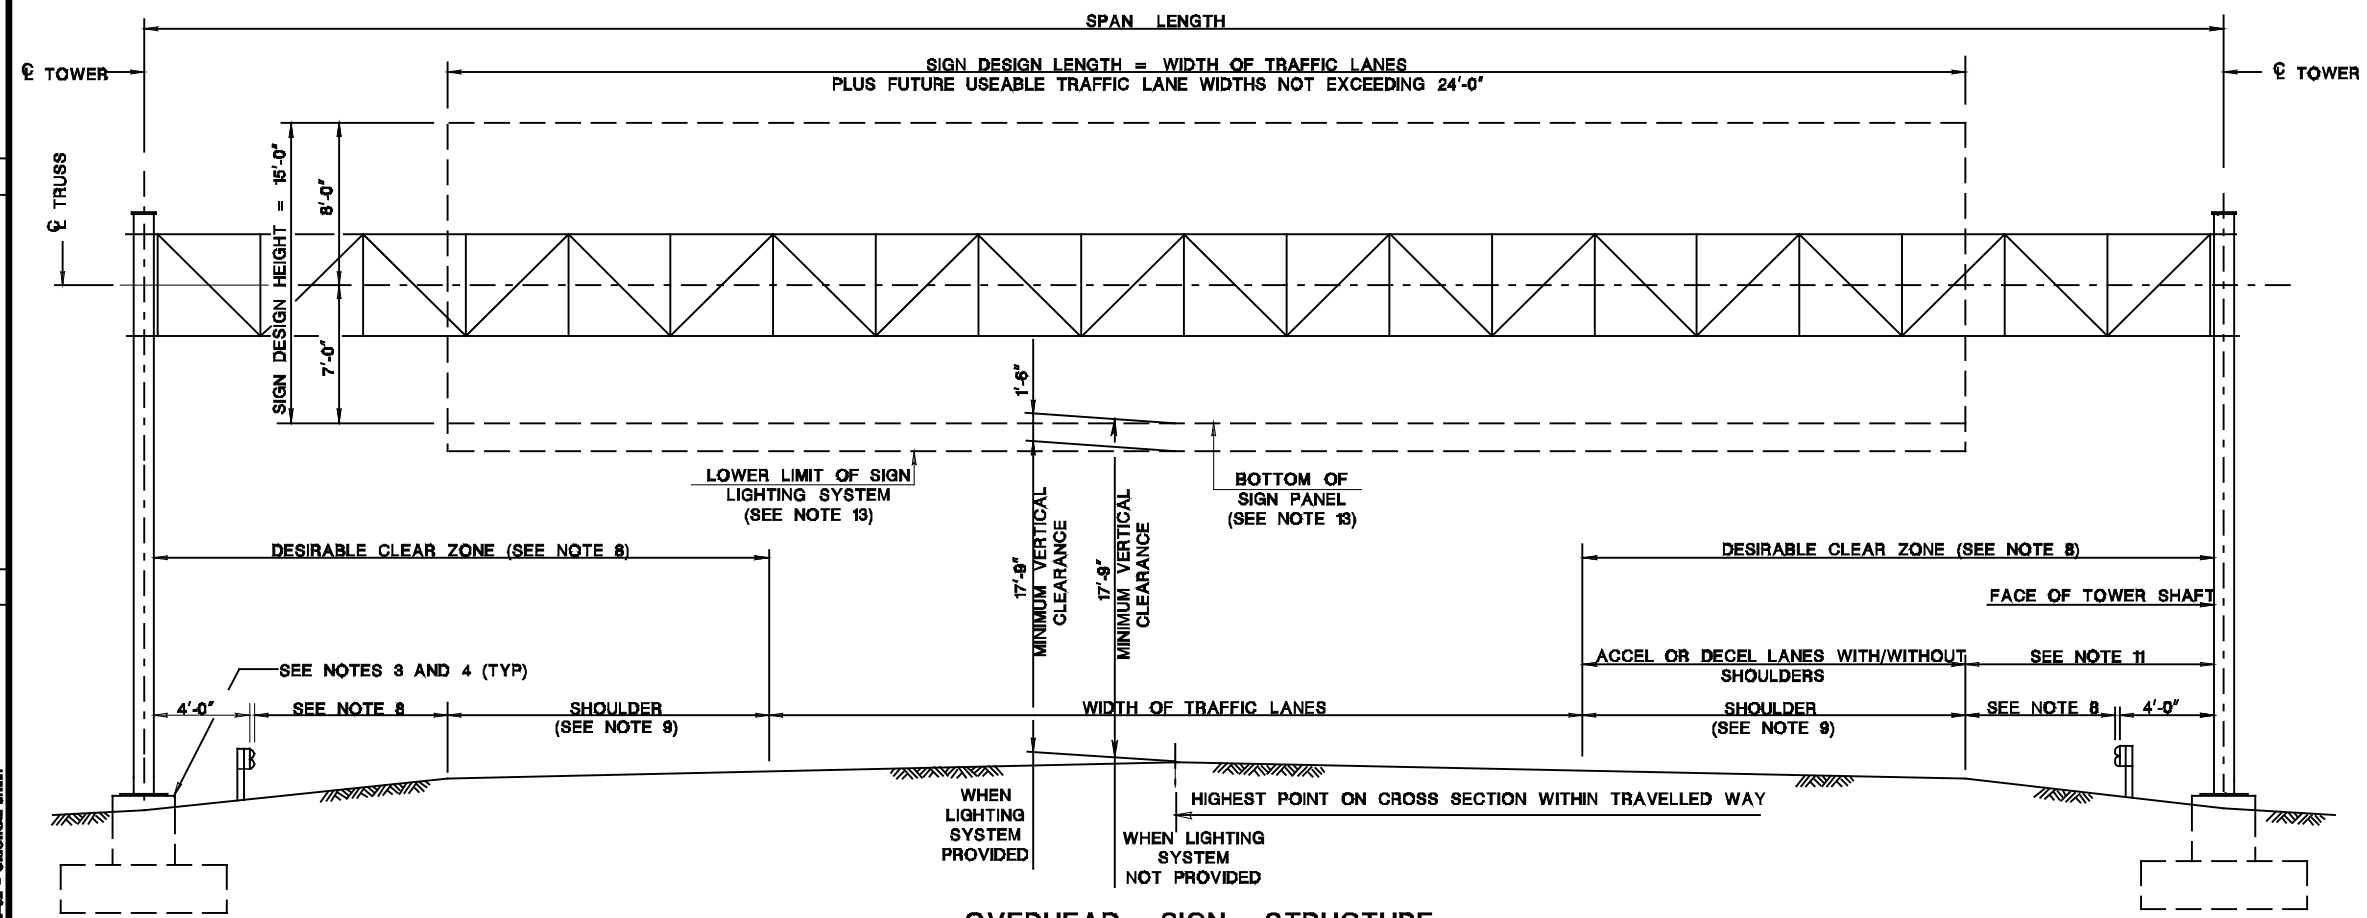 SPAN LENGTH
℄ TOWER
SIGN DESIGN LENGTH = WIDTH OF TRAFFIC LANES
PLUS FUTURE USEABLE TRAFFIC LANE WIDTHS NOT EXCEEDING 24'-0"
℄ TOWER
℄ TRUSS
SIGN DESIGN HEIGHT = 15'-0"
8'-0"
7'-0"
1'-6"
LOWER LIMIT OF SIGN
LIGHTING SYSTEM
(SEE NOTE 13)
BOTTOM OF
SIGN PANEL
(SEE NOTE 13)
17'-9"
MINIMUM VERTICAL
CLEARANCE
17'-9"
MINIMUM VERTICAL
CLEARANCE
DESIRABLE CLEAR ZONE (SEE NOTE 8)
DESIRABLE CLEAR ZONE (SEE NOTE 8)
FACE OF TOWER SHAFT
ACCEL OR DECEL LANES WITH/WITHOUT
SHOULDERS
SEE NOTE 11
SEE NOTES 3 AND 4 (TYP)
4'-0"
SEE NOTE 8
SHOULDER
(SEE NOTE 9)
WIDTH OF TRAFFIC LANES
SHOULDER
(SEE NOTE 9)
SEE NOTE 8
4'-0"
WHEN
LIGHTING
SYSTEM
PROVIDED
HIGHEST POINT ON CROSS SECTION WITHIN TRAVELLED WAY
WHEN LIGHTING
SYSTEM
NOT PROVIDED
OVERHEAD SIGN STRUCTURE